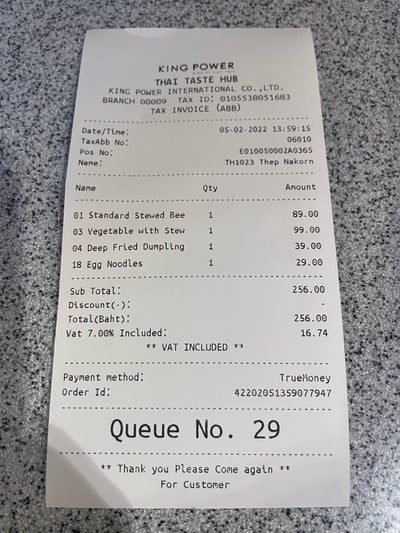 KING POWER
THAI TASTE HUB
KING POWER INTERNATIONAL CO.,LTD.
BRANCH 00009 TAX ID: 0105538051683
TAX INVOICE (ABB)
Date/Time: 05-02-2022 13:59:15
TaxAbb No: 06010
Pos No: E010050002A0365
Name: TH1023 Thep Nakorn
Name Qty Amount
01 Standard Stewed Bee 1 89.00
03 Vegetable with Stew 1 99.00
04 Deep Fried Dumpling 1 39.00
18 Egg Noodles 1 29.00
Sub Total: 256.00
Discount(-): -
Total(Baht): 256.00
Vat 7.00% Included: 16.74
** VAT INCLUDED **
Payment method: TrueMoney
Order Id: 42202051359077947
Queue No. 29
** Thank you Please Come again **
For Customer